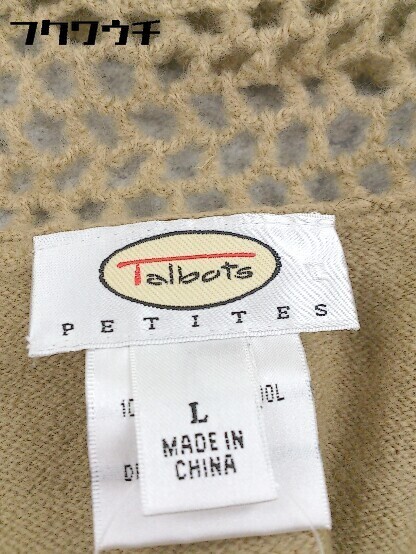 フクワウチ
Talbots
PETITES
L
MADE IN
CHINA